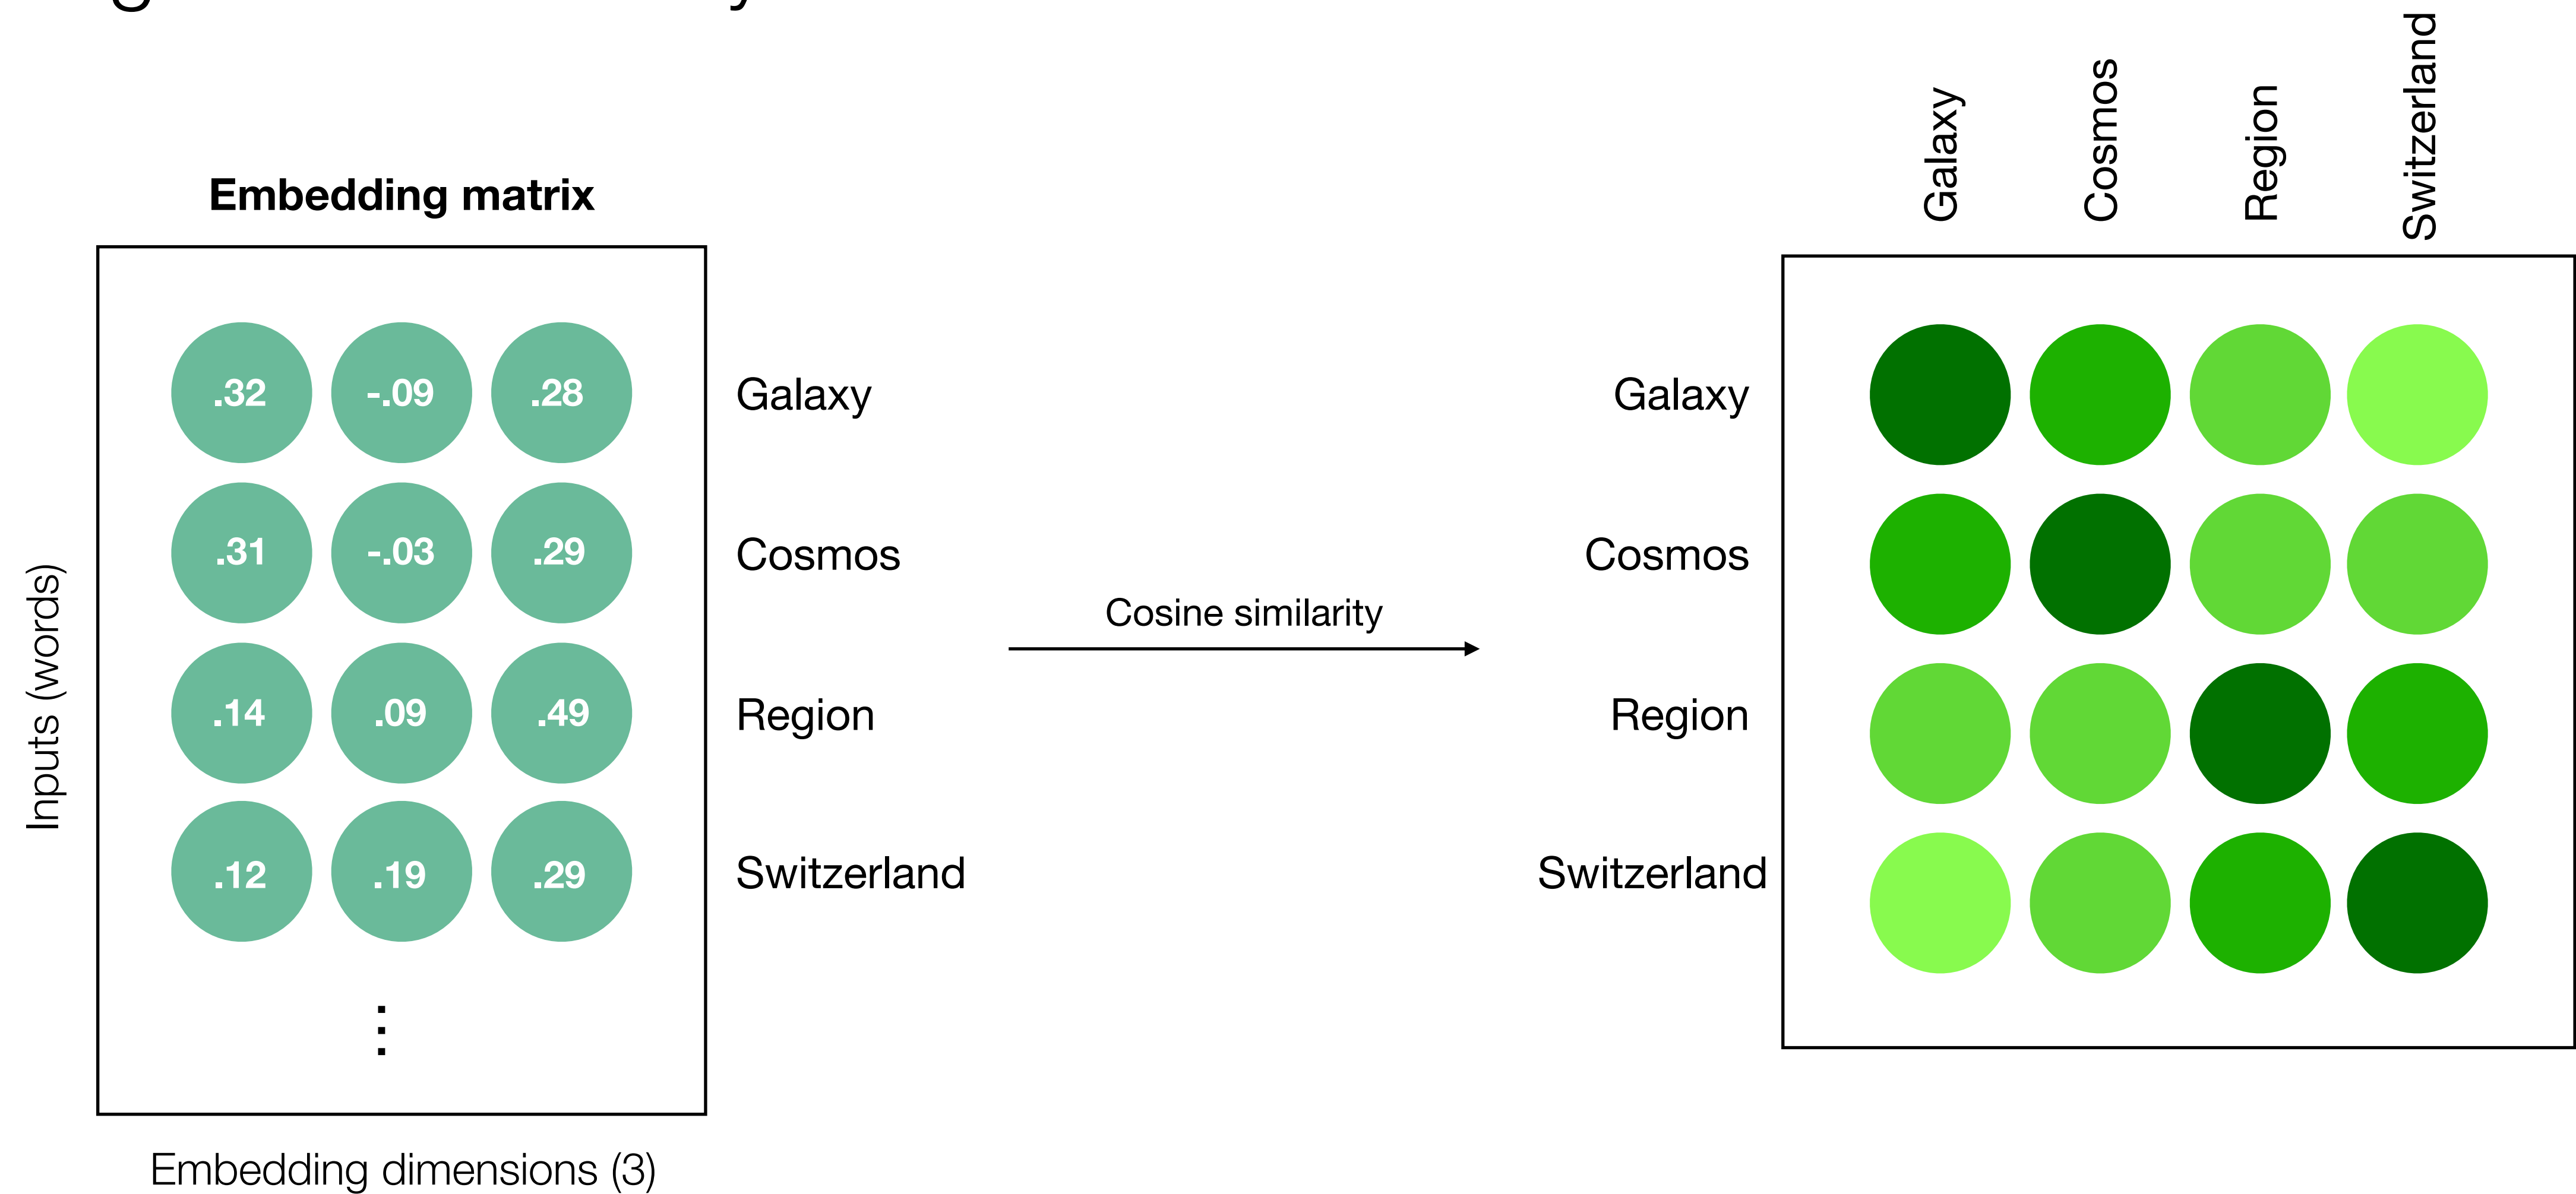 Embedding matrix
Inputs (words)
.32 -.09 .28 Galaxy
.31 -.03 .29 Cosmos
.14 .09 .49 Region
.12 .19 .29 Switzerland
⋮
Embedding dimensions (3)
Cosine similarity
Galaxy
Cosmos
Region
Switzerland
Galaxy
Cosmos
Region
Switzerland